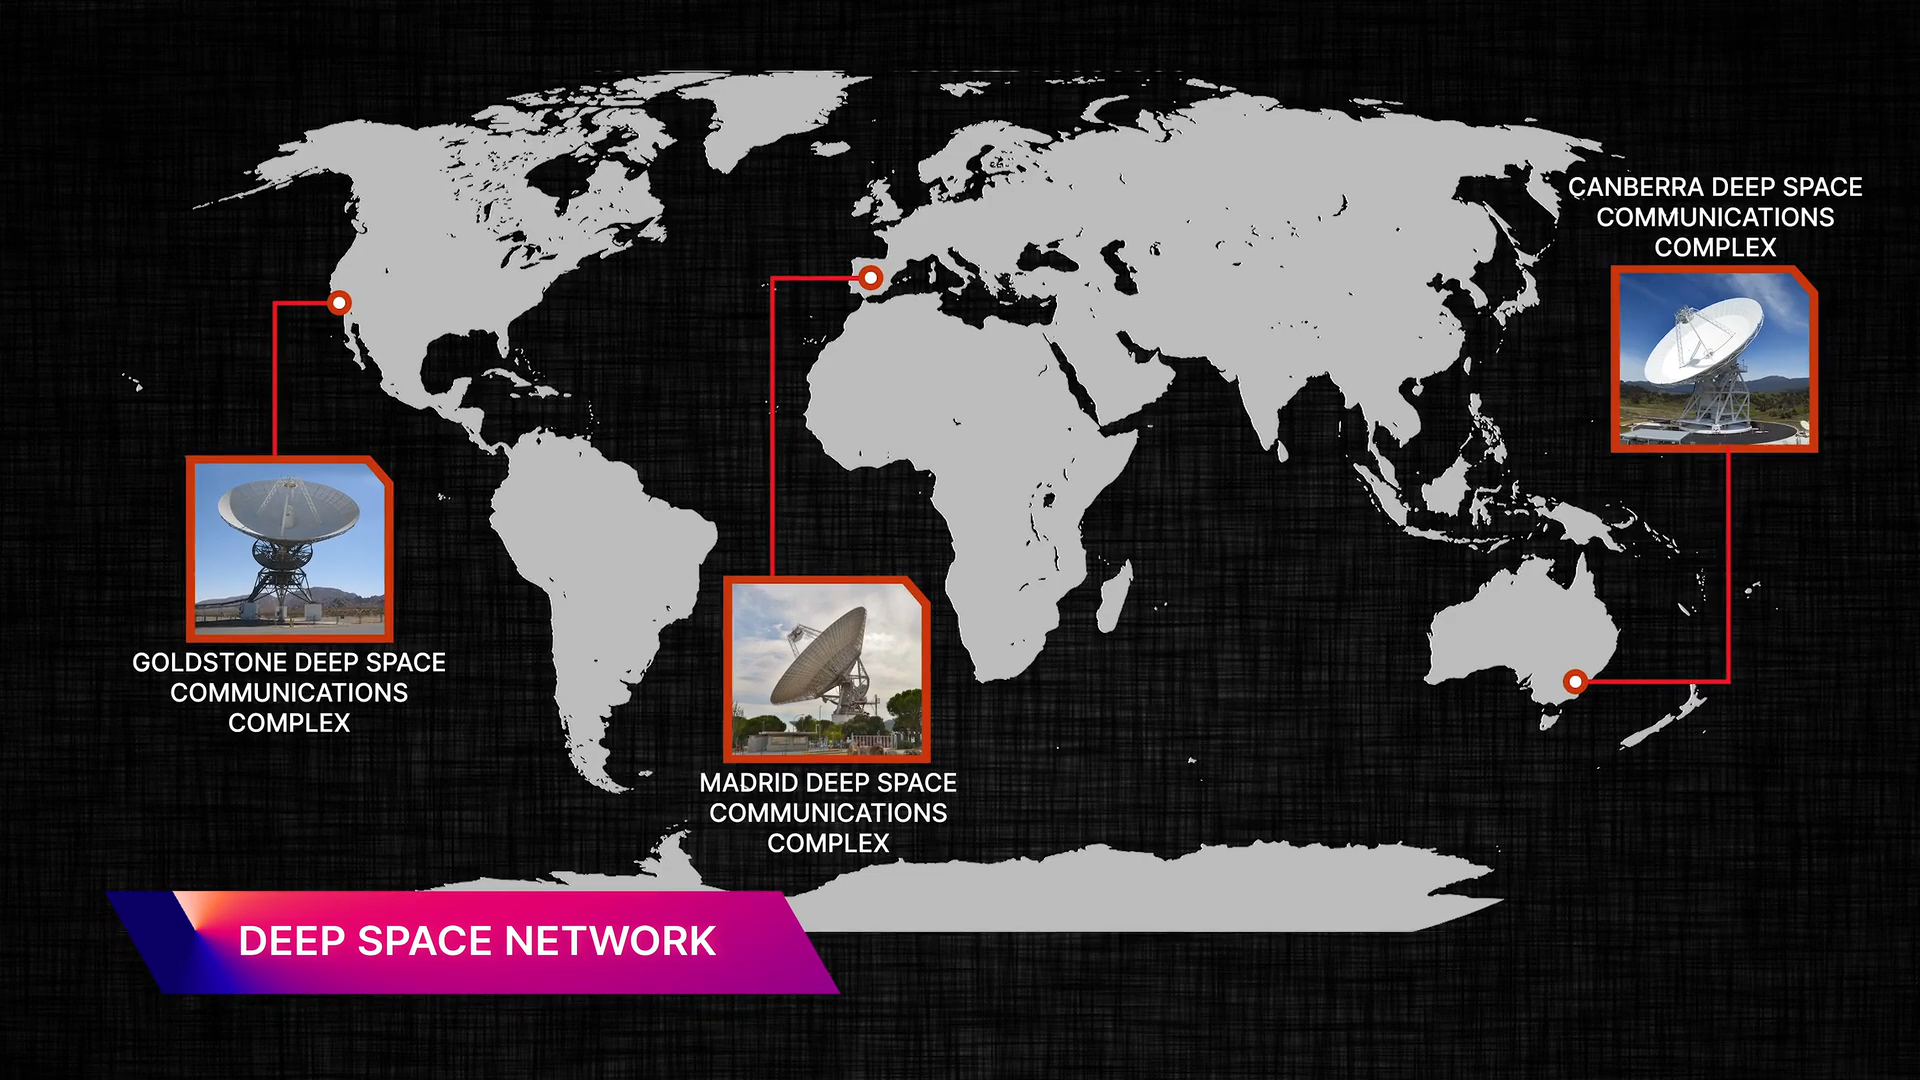 CANBERRA DEEP SPACE
COMMUNICATIONS
COMPLEX
GOLDSTONE DEEP SPACE
COMMUNICATIONS
COMPLEX
MADRID DEEP SPACE
COMMUNICATIONS
COMPLEX
DEEP SPACE NETWORK